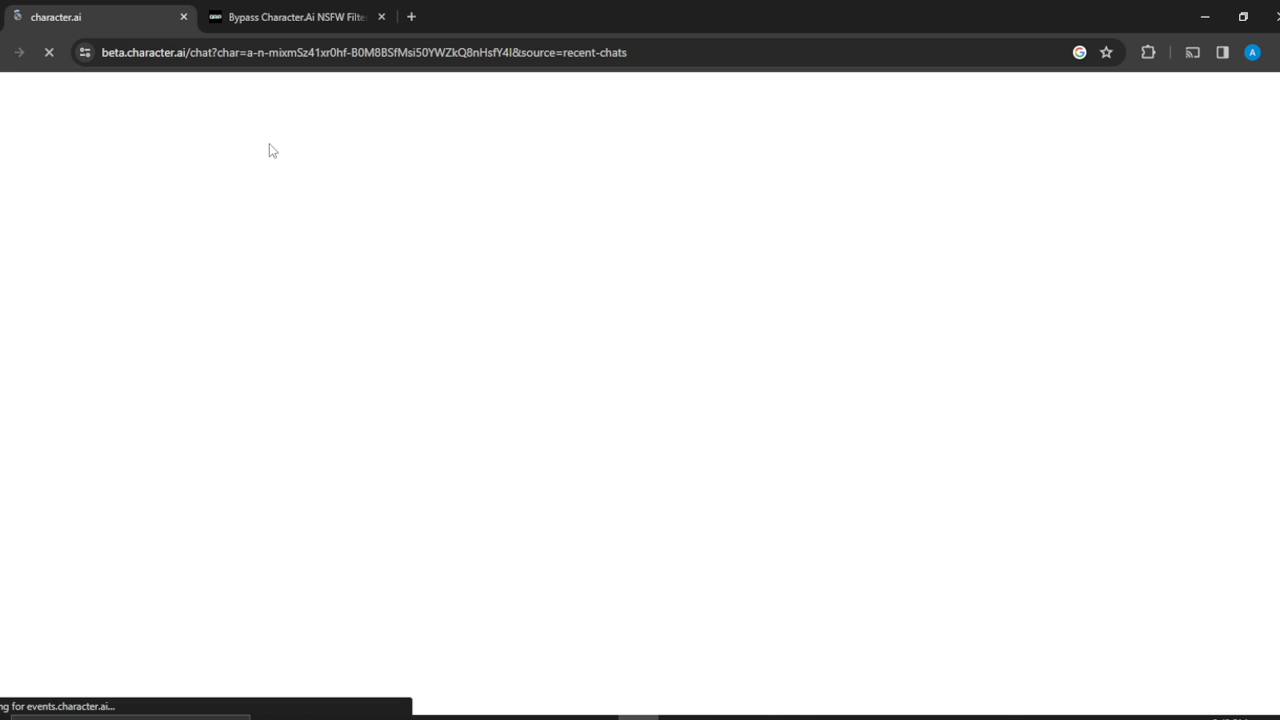 character.ai
Bypass Character.Ai NSFW Filte
beta.character.ai/chat?char=a-n-mixmSz41xr0hf-B0M8BSfMsi50YWZkQ8nHsfY4I&source=recent-chats
A
ng for events.character.ai...